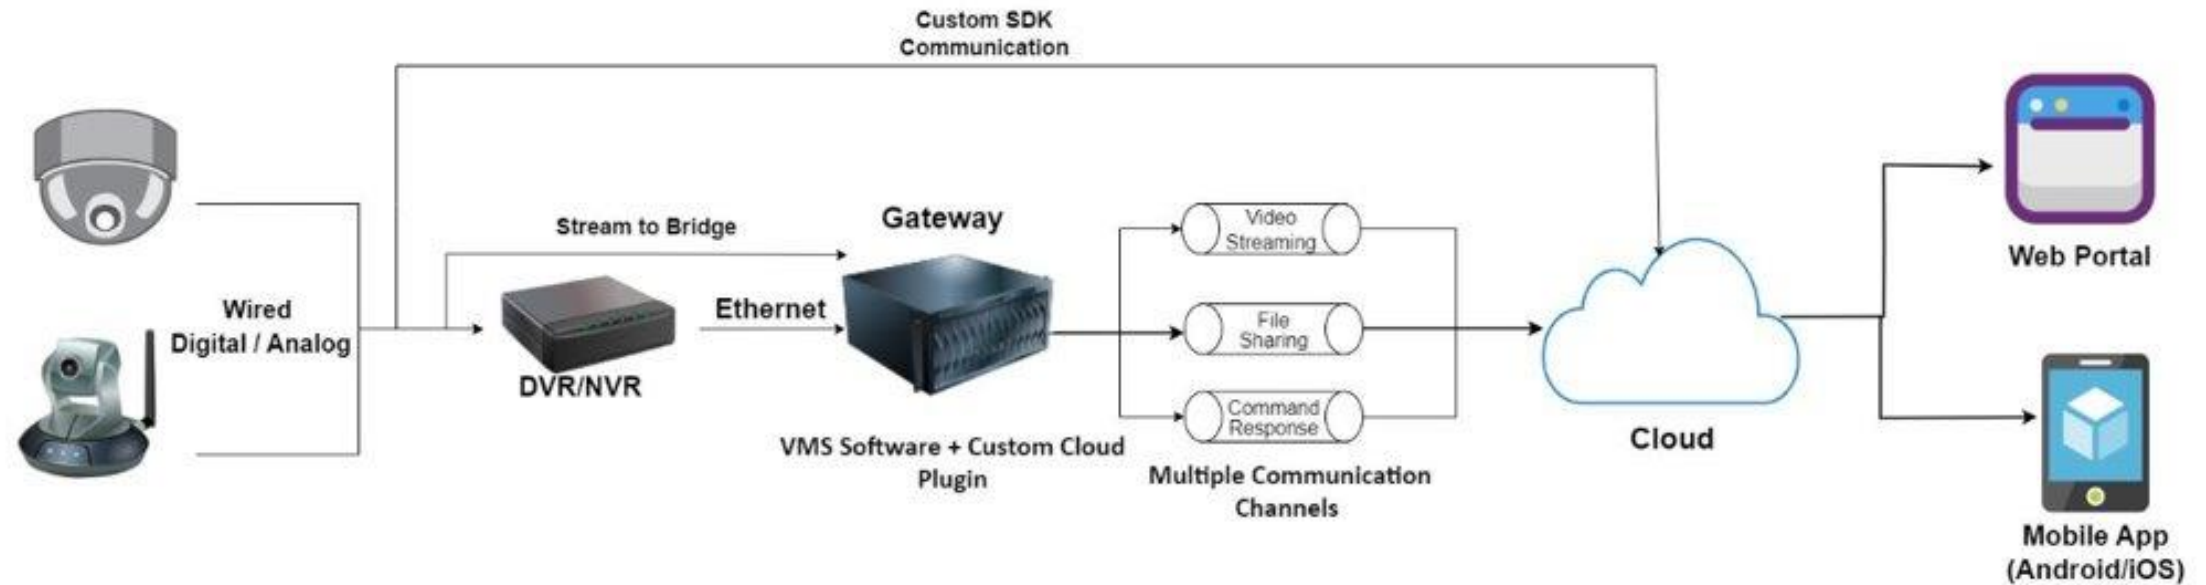 Custom SDK
Communication
Stream to Bridge
Gateway
Video
Streaming
Wired
Digital / Analog
Ethernet
File
Sharing
DVR/NVR
Command
Response
VMS Software + Custom Cloud
Plugin
Multiple Communication
Channels
Cloud
Web Portal
Mobile App
(Android/iOS)